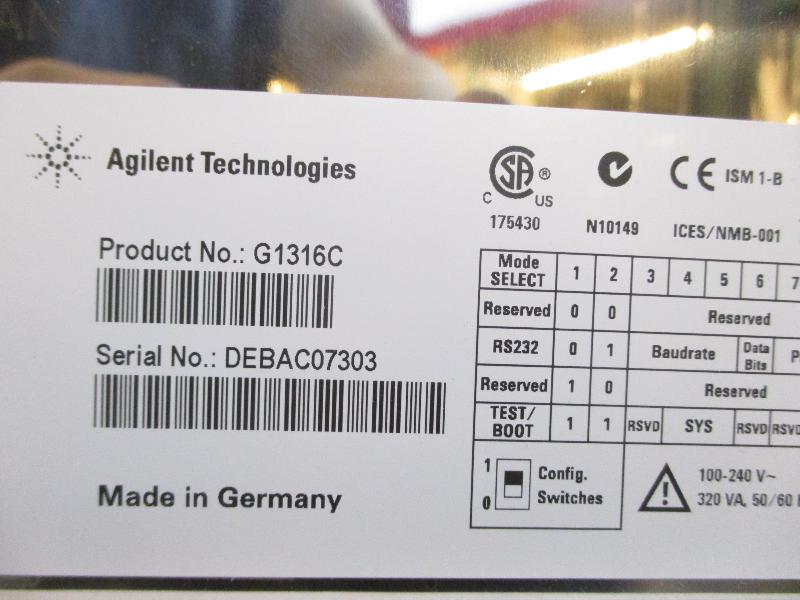 Agilent Technologies
Product No.: G1316C
Serial No.: DEBAC07303
Made in Germany
CSA® US
175430
N10149
CE ISM 1-B
ICES/NMB-001
Mode SELECT 1 2 3 4 5 6 7
Reserved 0 0 Reserved
RS232 0 1 Baudrate Data Bits P
Reserved 1 0 Reserved
TEST/ BOOT 1 1 RSVD SYS RSVD RSVD
1 Config.
0 Switches
100-240 V~
320 VA, 50/60